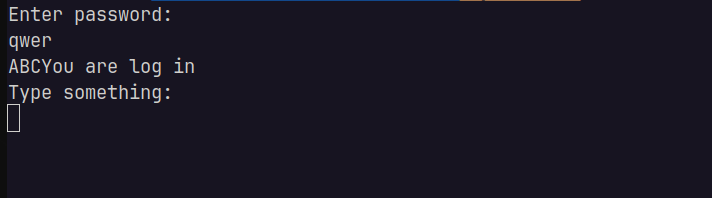 Enter password:
qwer
ABCYou are log in
Type something: